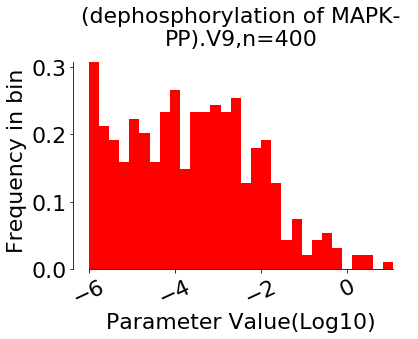 (dephosphorylation of MAPK-
PP).V9,n=400
Frequency in bin
0.3
0.2
0.1
0.0
−6
−4
−2
0
Parameter Value(Log10)